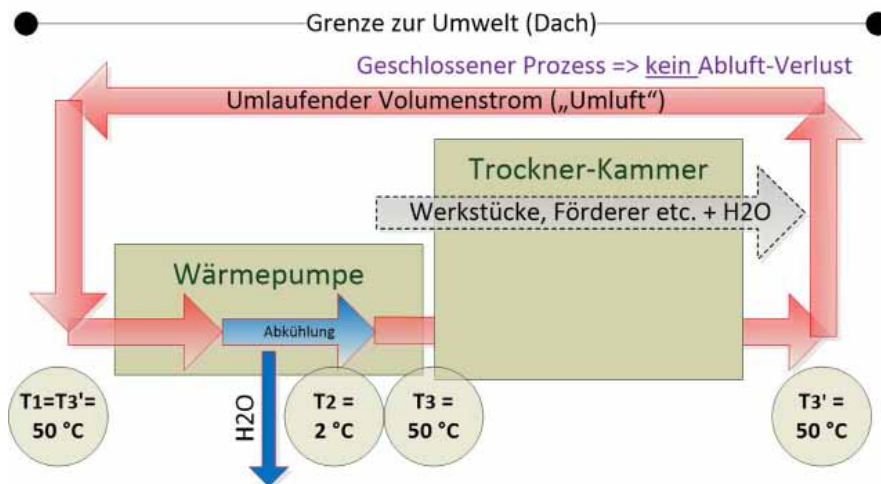 Grenze zur Umwelt (Dach)
Geschlossener Prozess => kein Abluft-Verlust
Umlaufender Volumenstrom („Umluft“)
Trockner-Kammer
Werkstücke, Förderer etc. + H2O
Wärmepumpe
Abkühlung
H2O
T1=T3'=
50 °C
T2 =
2 °C
T3 =
50 °C
T3' =
50 °C